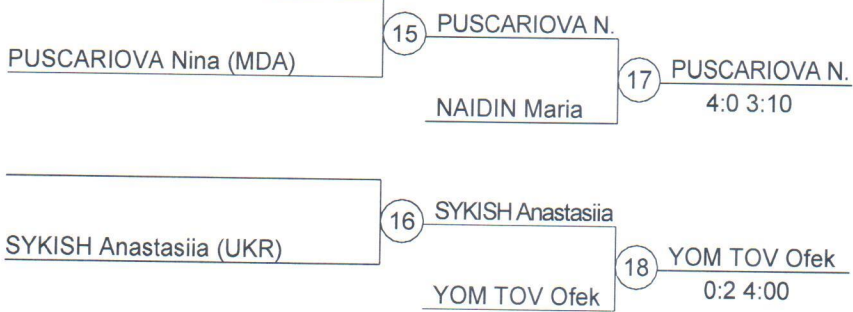 15
PUSCARIOVA N.
PUSCARIOVA Nina (MDA)
17
PUSCARIOVA N.
4:0 3:10
NAIDIN Maria
16
SYKISH Anastasiia
SYKISH Anastasiia (UKR)
18
YOM TOV Ofek
0:2 4:00
YOM TOV Ofek